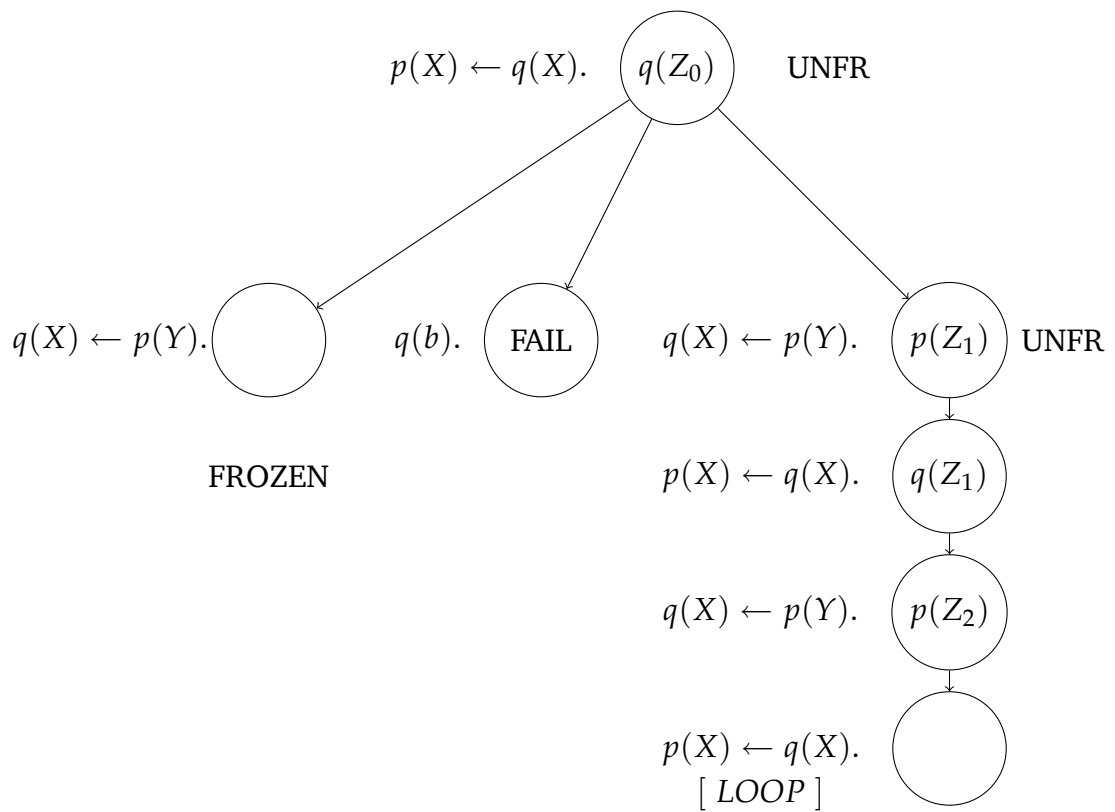 p(X) ← q(X). q(Z₀) UNFR
q(X) ← p(Y). q(b). FAIL q(X) ← p(Y). p(Z₁) UNFR
FROZEN p(X) ← q(X). q(Z₁)
q(X) ← p(Y). p(Z₂)
p(X) ← q(X).
[ LOOP ]